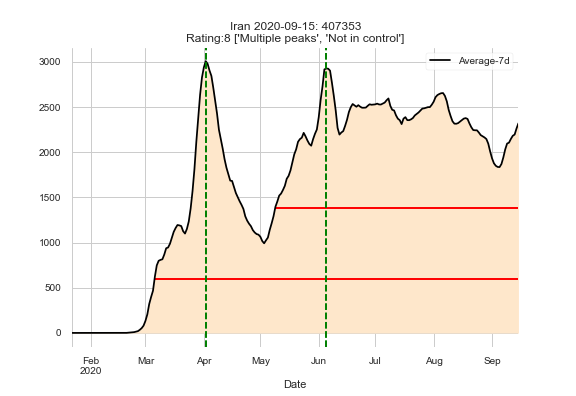 Iran 2020-09-15: 407353
Rating:8 ['Multiple peaks', 'Not in control']
Average-7d
3000
2500
2000
1500
1000
500
0
Feb Mar Apr May Jun Jul Aug Sep
2020
Date